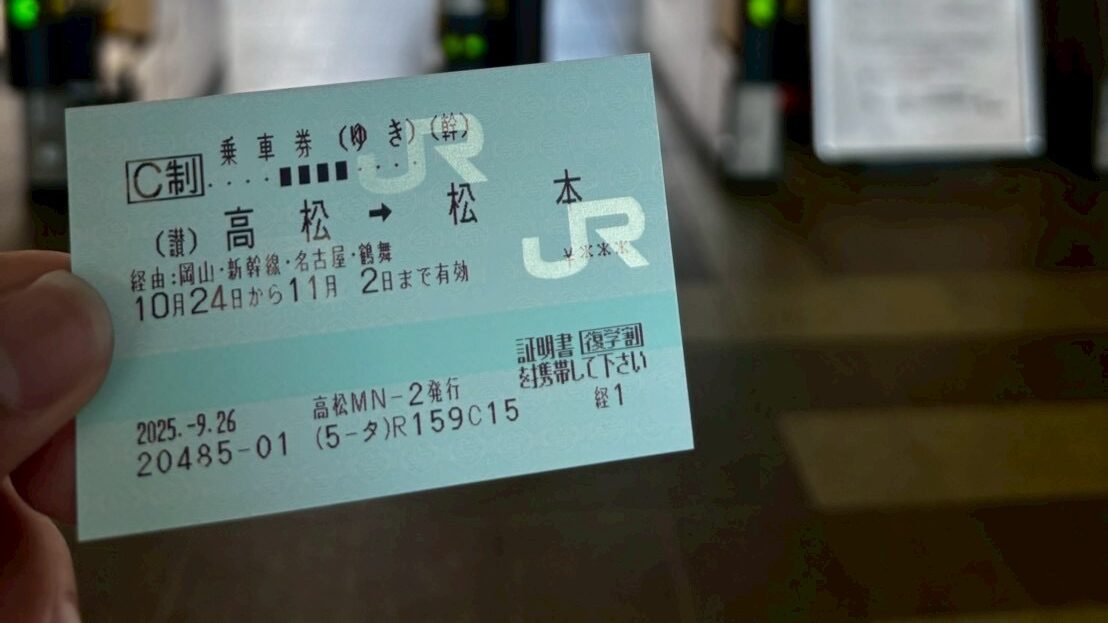 乗車券(ゆき)(幹)
C制
....▮▮▮▮....
(讃)高松→松本
経由:岡山・新幹線・名古屋・鶴舞
¥***
10月24日から11月 2日まで有効
証明書 復学割
を携帯して下さい
2025.-9.26 高松MN-2発行 経1
20485-01 (5-タ)R159C15
JR
JR